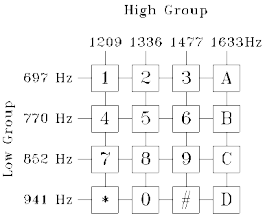 High Group
1209 1336 1477 1633Hz
697 Hz 1 2 3 A
770 Hz 4 5 6 B
852 Hz 7 8 9 C
941 Hz * 0 # D
Low Group